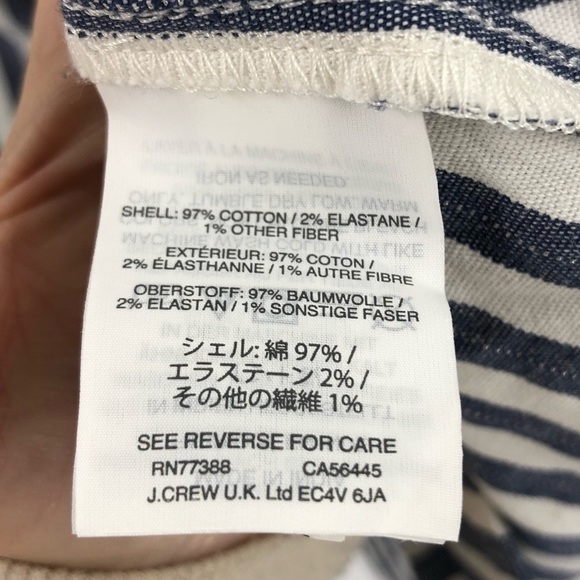 SHELL: 97% COTTON / 2% ELASTANE /
1% OTHER FIBER
EXTÉRIEUR: 97% COTON /
2% ÉLASTHANNE / 1% AUTRE FIBRE
OBERSTOFF: 97% BAUMWOLLE /
2% ELASTAN / 1% SONSTIGE FASER
シェル: 綿 97% /
エラステーン 2% /
その他の繊維 1%
SEE REVERSE FOR CARE
RN77388 CA56445
J.CREW U.K. Ltd EC4V 6JA